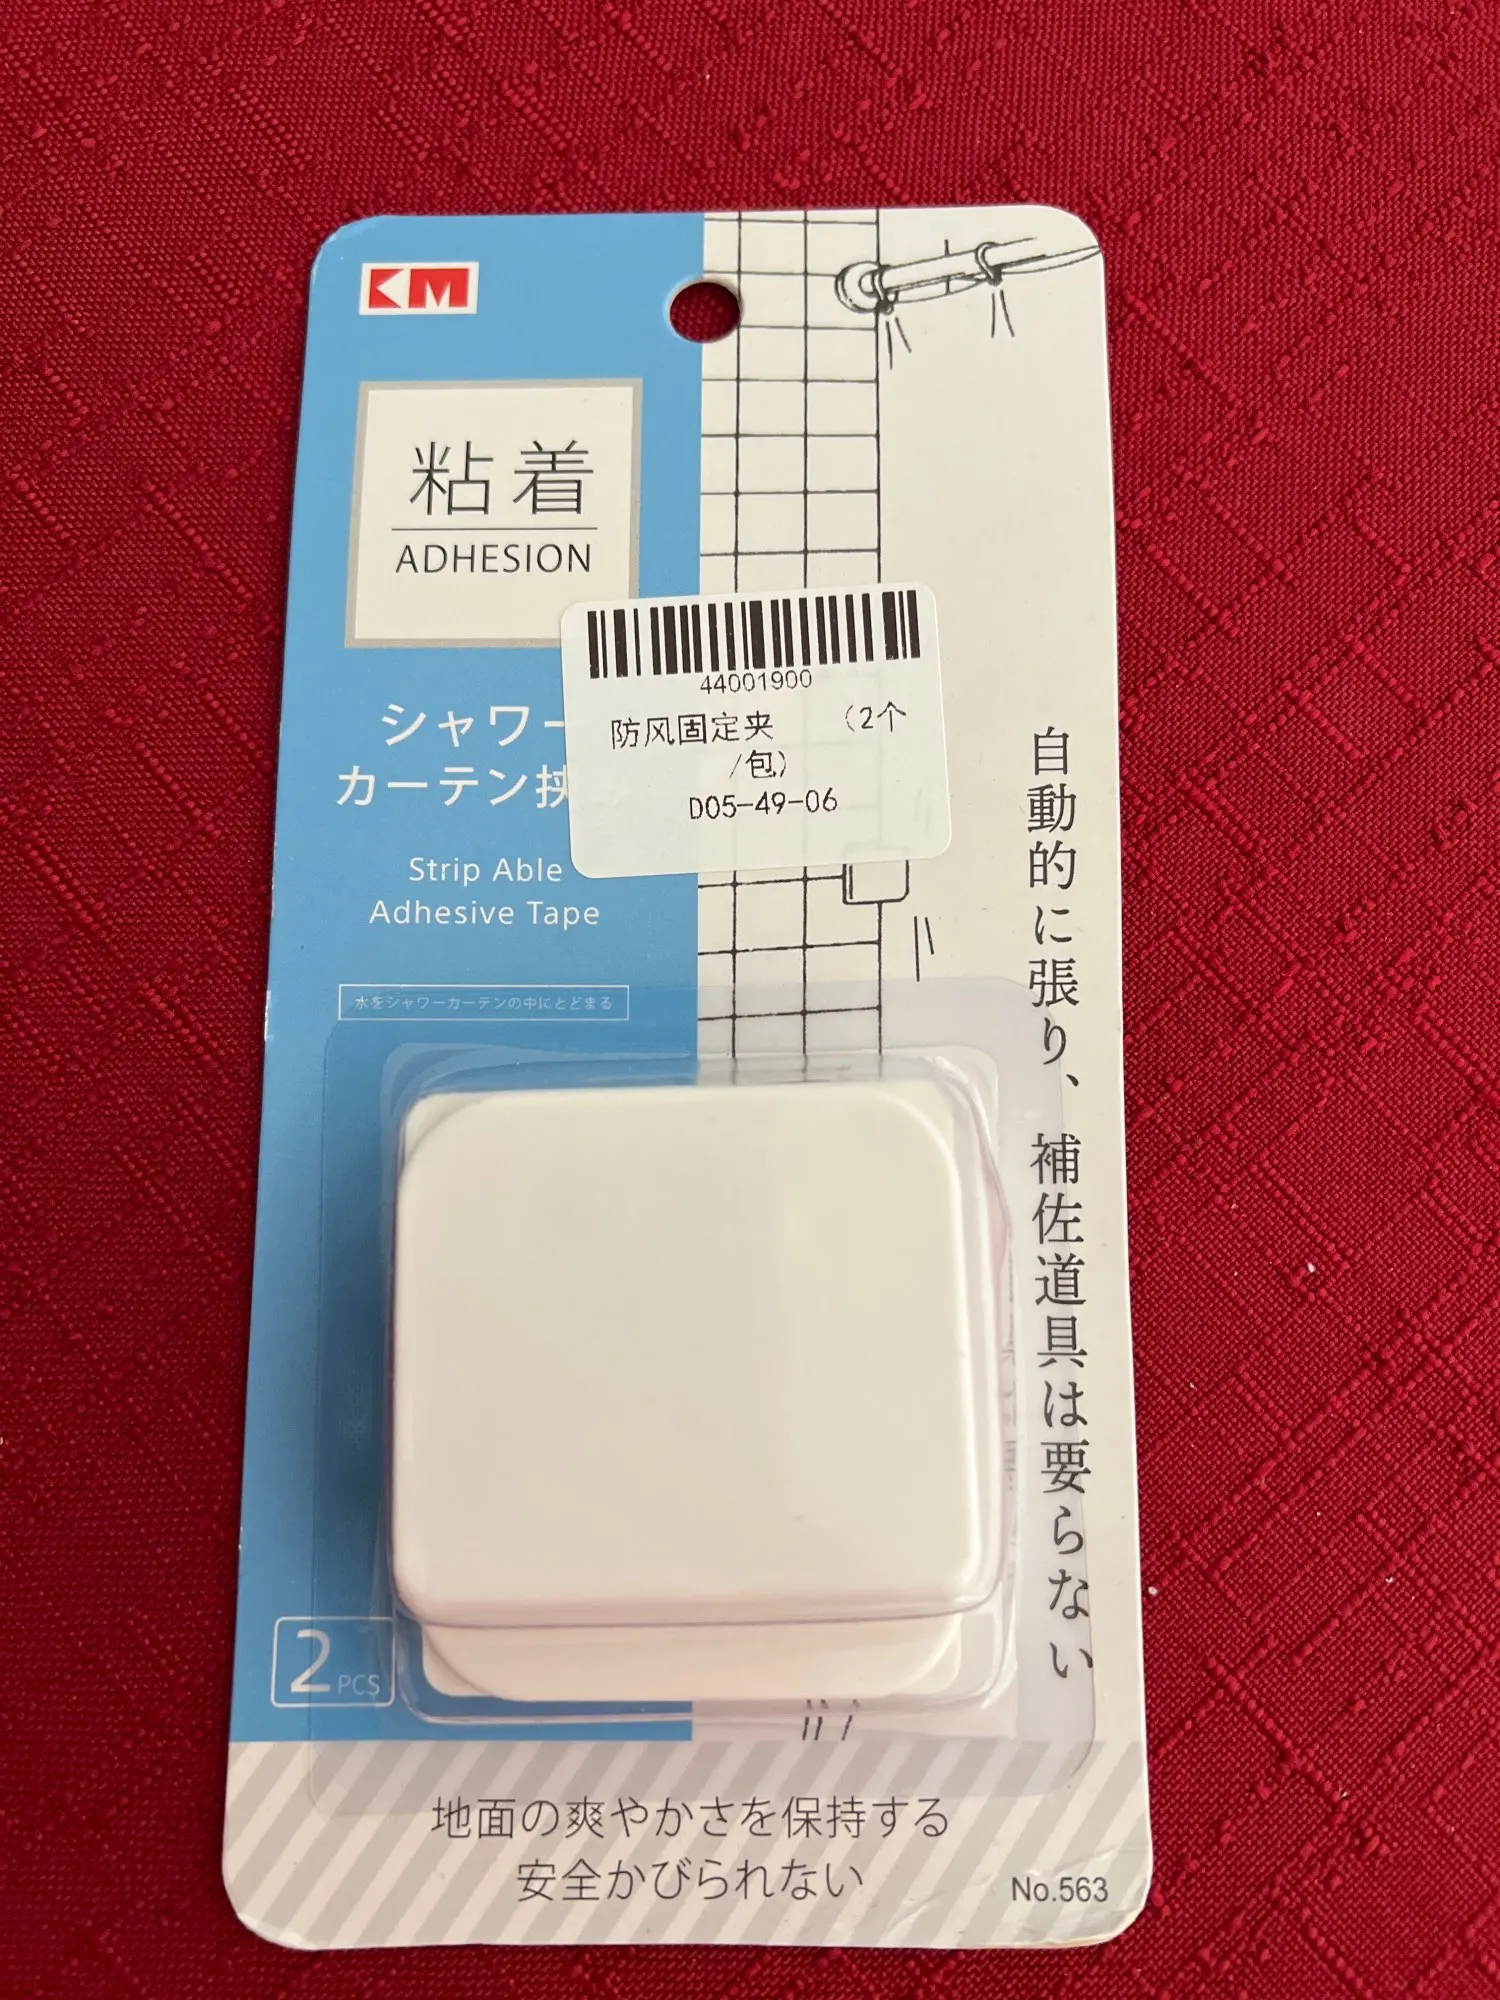 KM
粘着
ADHESION
シャワー
カーテン挟
Strip Able
Adhesive Tape
水をシャワーカーテンの中にとどまる
44001900
防风固定夹 （2个
/包）
D05-49-06
自動的に張り、補佐道具は要らない
2 PCS
地面の爽やかさを保持する
安全かびられない
No.563